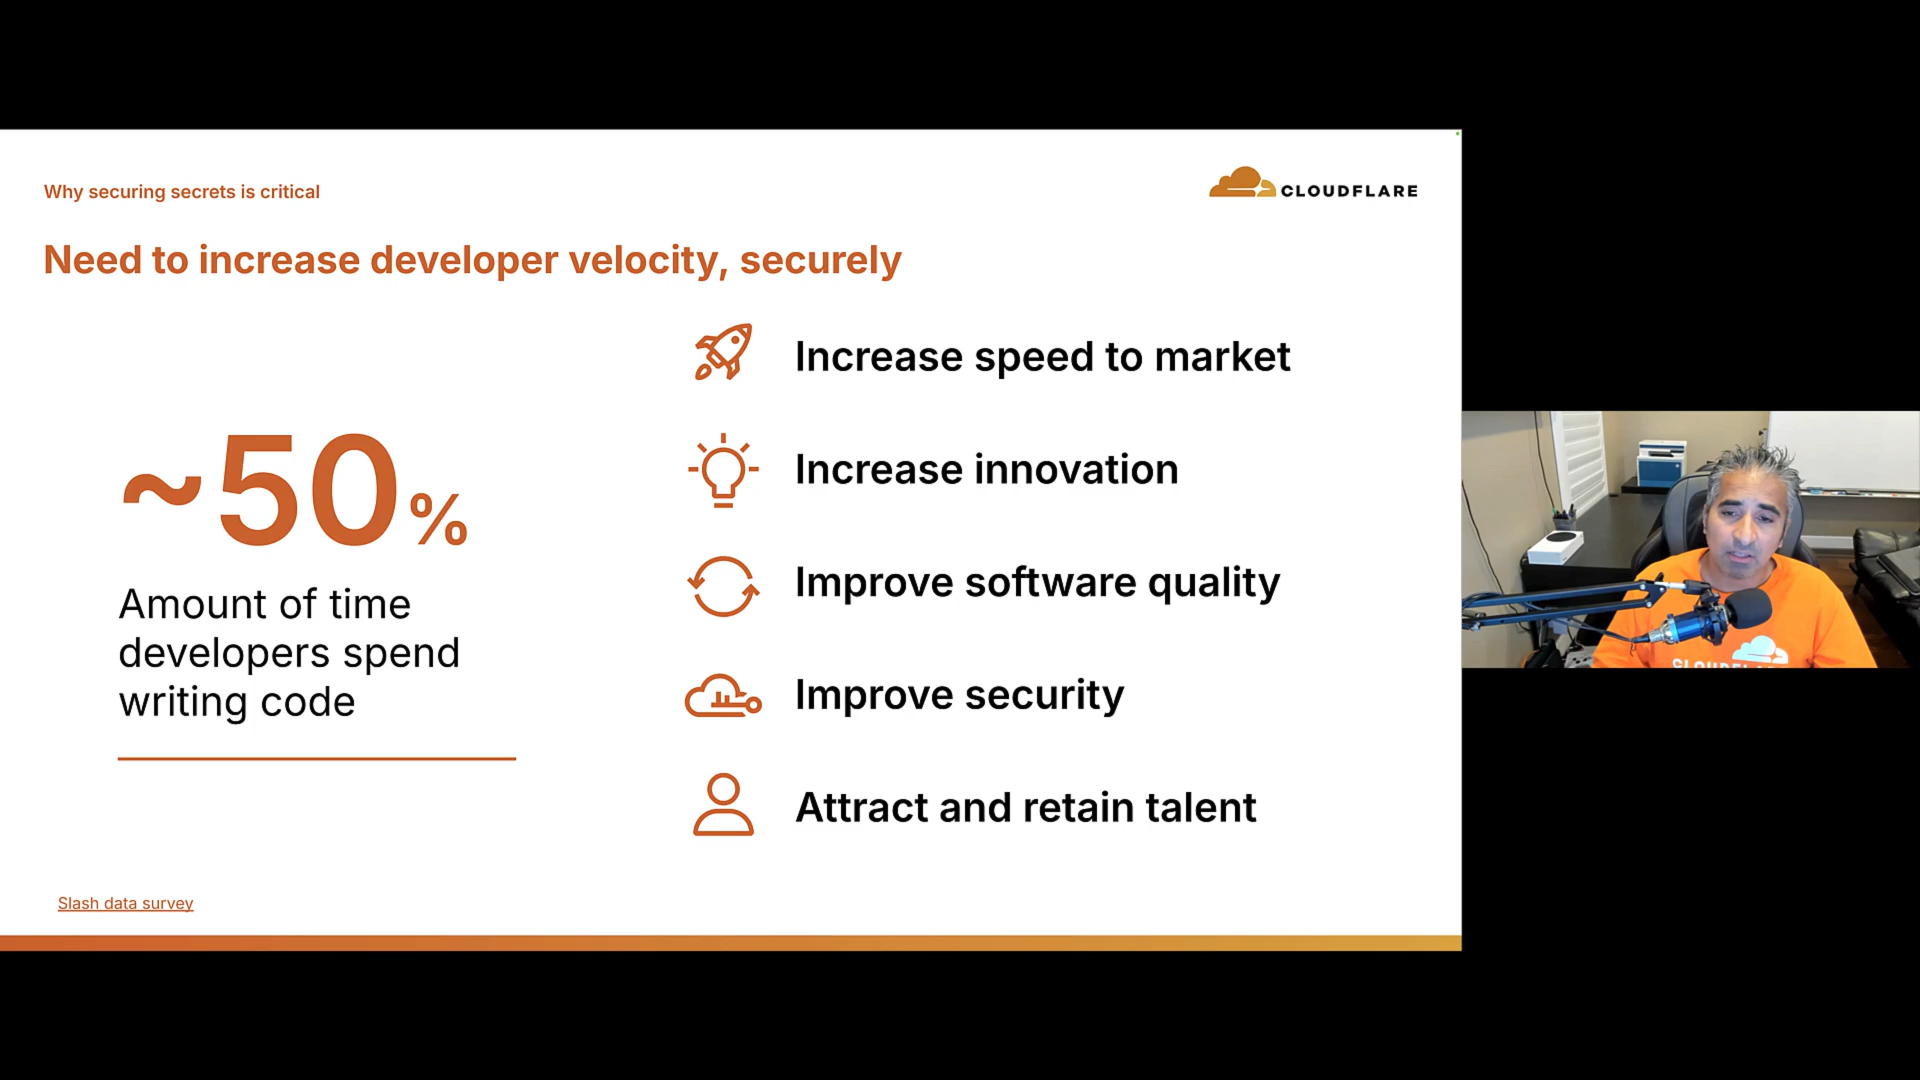 Why securing secrets is critical
CLOUDFLARE
Need to increase developer velocity, securely
~50%
Amount of time
developers spend
writing code
Increase speed to market
Increase innovation
Improve software quality
Improve security
Attract and retain talent
Slash data survey
CLOUDFLARE